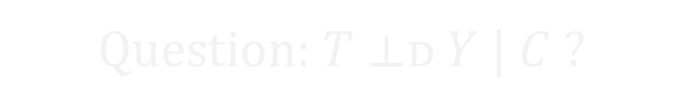 Question: 𝑇 ⊥ᴅ 𝑌 | 𝐶 ?